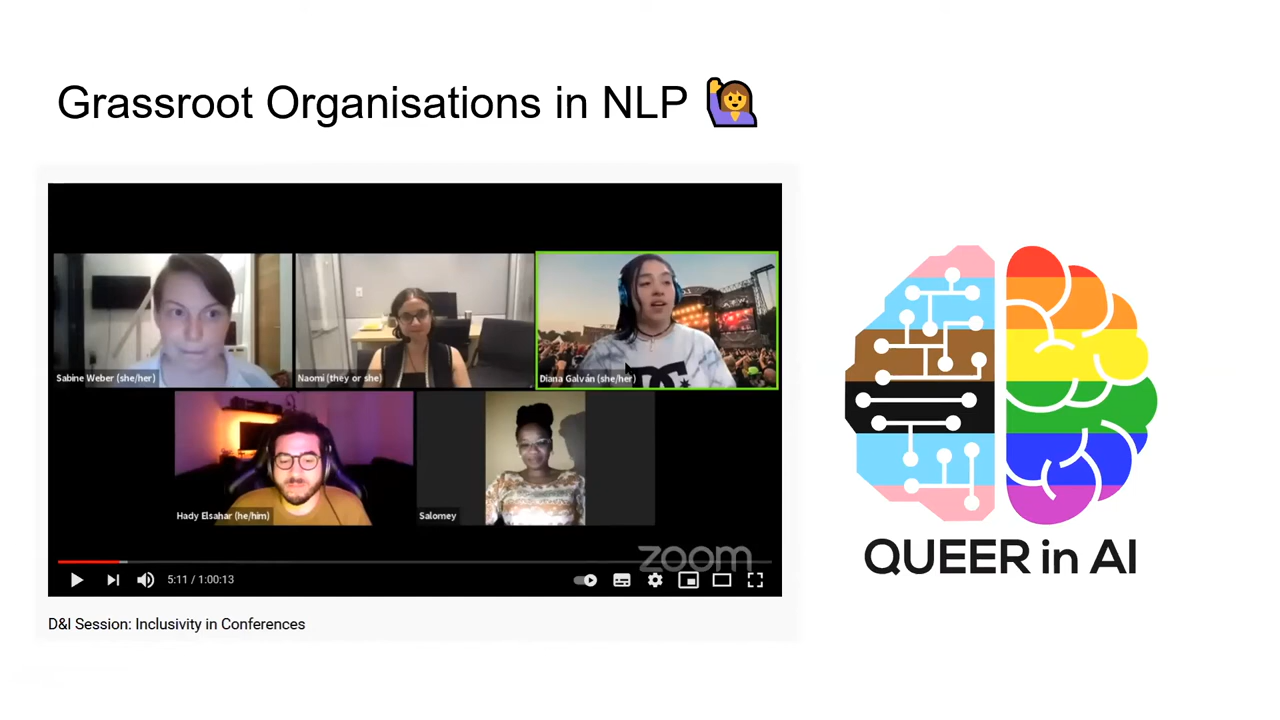 Grassroot Organisations in NLP
Sabine Weber (she/her)
Naomi (they or she)
Diana Galván (she/her)
Hady Elsahar (he/him)
Salomey
zoom
5:11 / 1:00:13
D&I Session: Inclusivity in Conferences
QUEER in AI